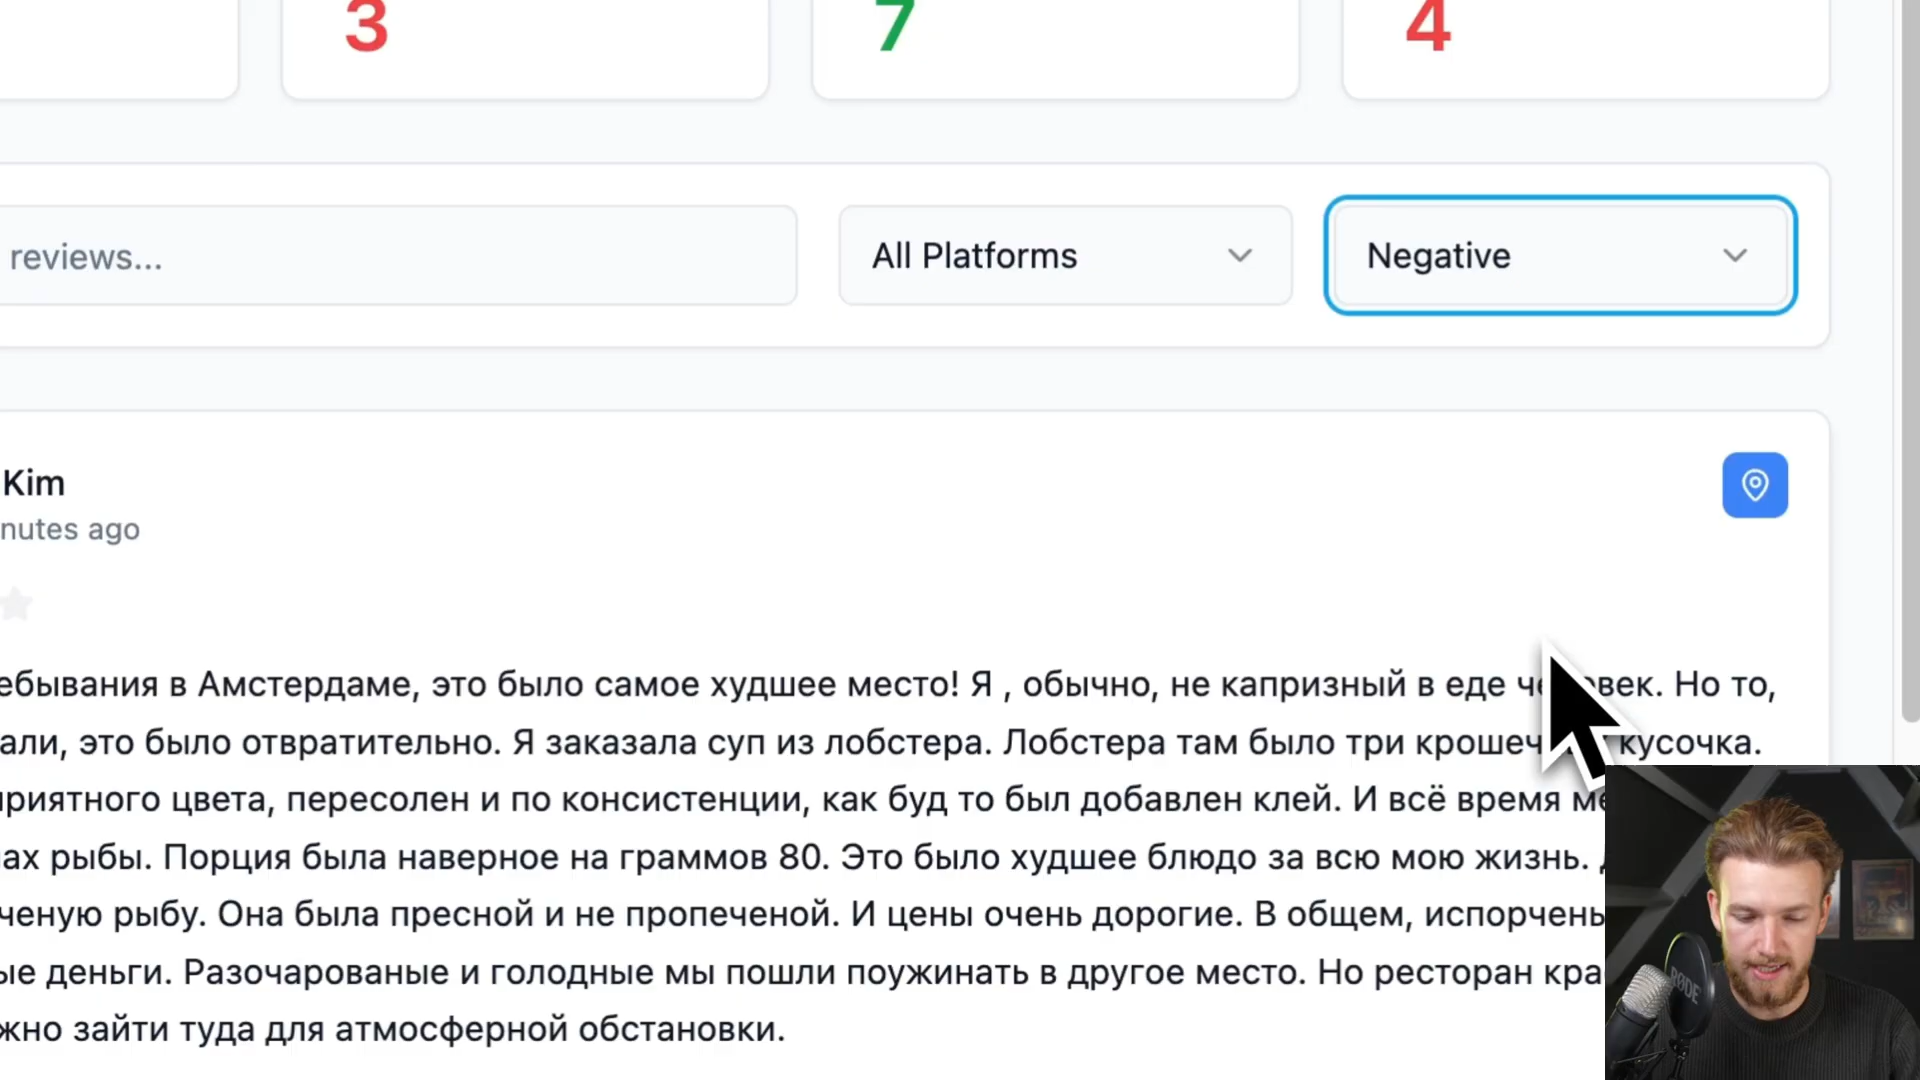 3 7 4
reviews... All Platforms Negative
Kim
nutes ago
ебывания в Амстердаме, это было самое худшее место! Я , обычно, не капризный в еде Но то,
али, это было отвратительно. Я заказала суп из лобстера. Лобстера там было три кусочка.
приятного цвета, пересолен и по консистенции, как буд то был добавлен клей. И всё время
ах рыбы. Порция была наверное на граммов 80. Это было худшее блюдо за всю мою жизнь.
ченую рыбу. Она была пресной и не пропеченой. И цены очень дорогие. В общем,
ые деньги. Разочарованые и голодные мы пошли поужинать в другое место. Но ресторан
жно зайти туда для атмосферной обстановки.
RØDE